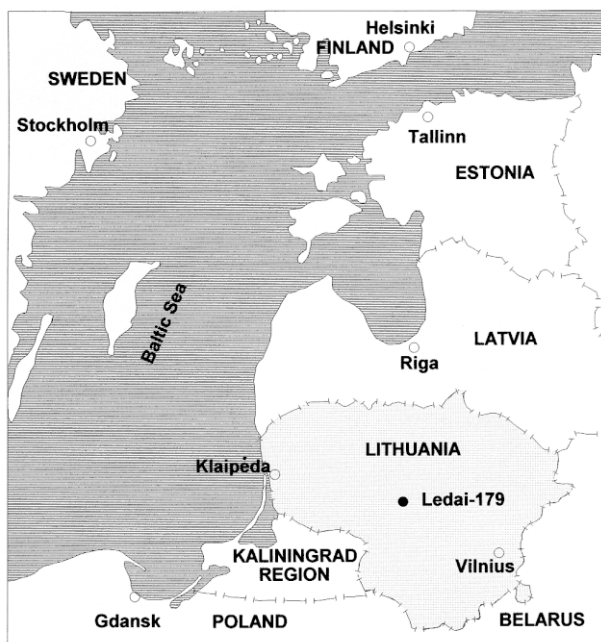 Helsinki
FINLAND
SWEDEN
Stockholm
Tallinn
ESTONIA
Baltic Sea
LATVIA
Riga
LITHUANIA
Klaipėda
Ledai-179
KALININGRAD
REGION
Vilnius
Gdansk
POLAND
BELARUS